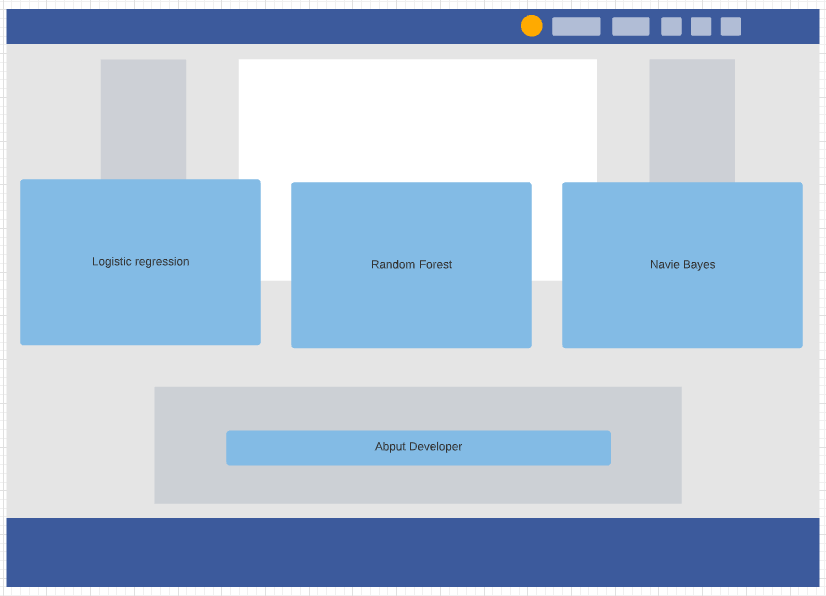 Logistic regression
Random Forest
Navie Bayes
Abput Developer